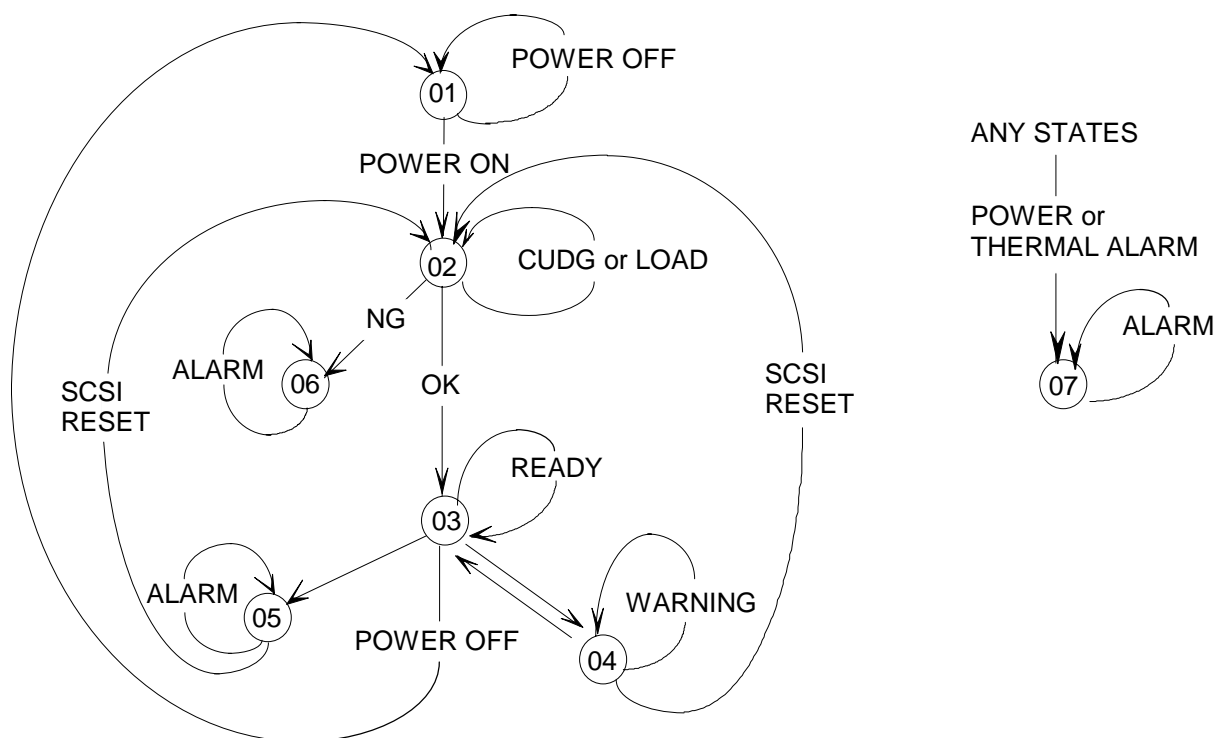 POWER OFF
01
POWER ON
ANY STATES
POWER or
THERMAL ALARM
02
CUDG or LOAD
NG
ALARM
06
OK
SCSI
RESET
SCSI
RESET
ALARM
07
READY
03
ALARM
05
POWER OFF
WARNING
04